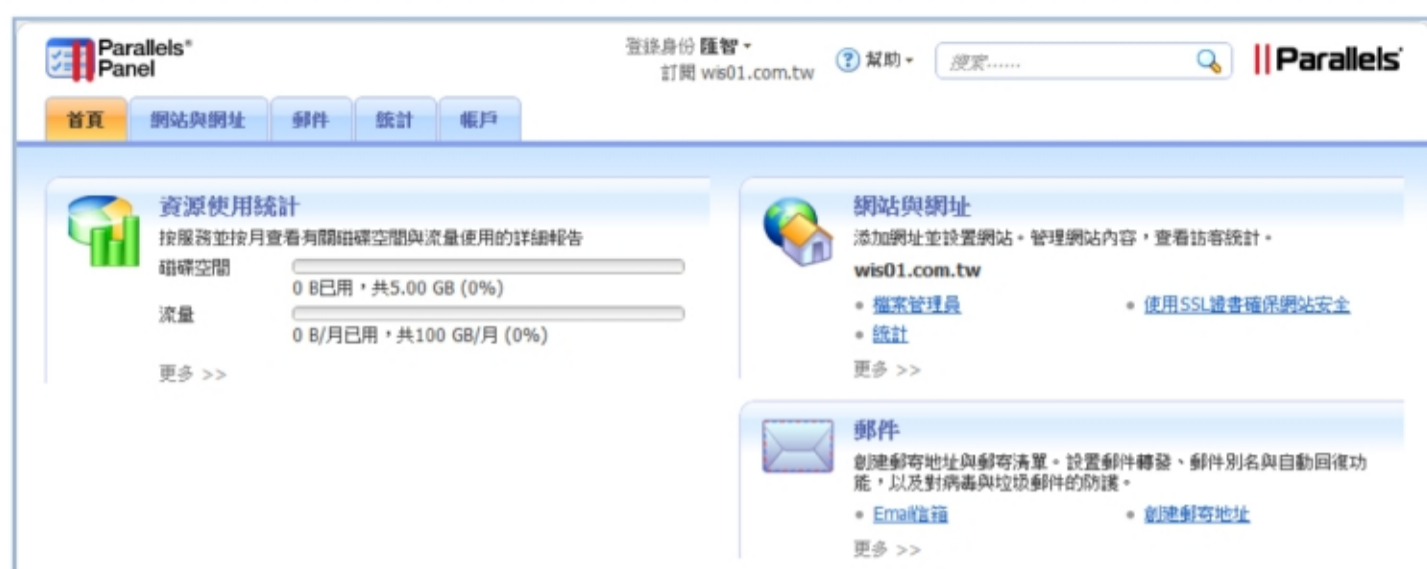 Parallels®
Panel
登錄身份 匯智
訂閱 wis01.com.tw
幫助
搜索......
Parallels®
首頁
網站與網址
郵件
統計
帳戶
資源使用統計
按服務並按月查看有關磁碟空間與流量使用的詳細報告
磁碟空間
0 B已用，共5.00 GB (0%)
流量
0 B/月已用，共100 GB/月 (0%)
更多 >>
網站與網址
添加網址並設置網站。管理網站內容，查看訪客統計。
wis01.com.tw
檔案管理員
使用SSL證書確保網站安全
統計
更多 >>
郵件
創建郵寄地址與郵寄清單。設置郵件轉發、郵件別名與自動回復功
能，以及對病毒與垃圾郵件的防護。
Email信箱
創建郵寄地址
更多 >>